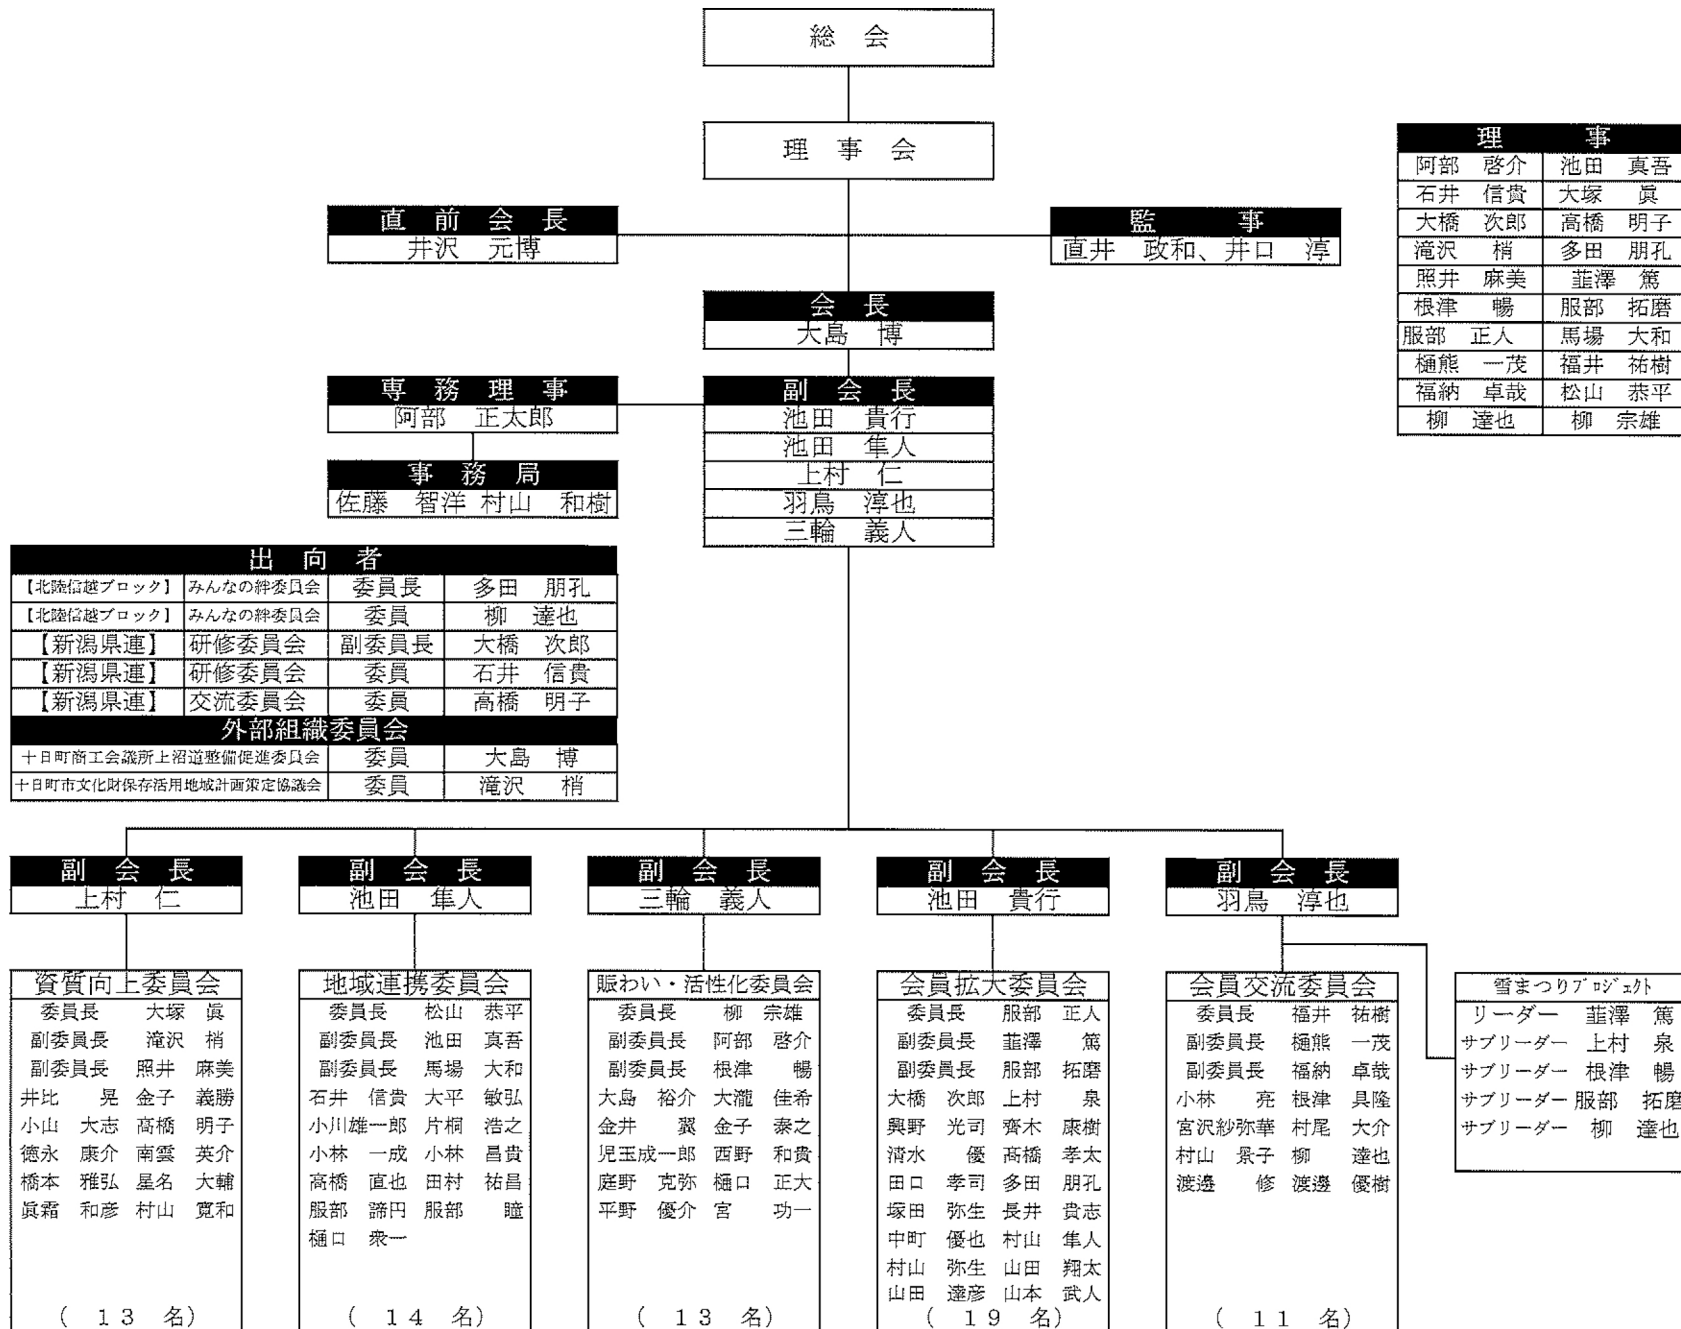 総　会
理　事　会
理　事
阿部　啓介　池田　真吾
石井　信貴　大塚　眞
大橋　次郎　高橋　明子
滝沢　梢　多田　朋孔
照井　麻美　韮澤　篤
根津　暢　服部　拓磨
服部　正人　馬場　大和
樋熊　一茂　福井　祐樹
福納　卓哉　松山　恭平
柳　達也　柳　宗雄
直　前　会　長
井沢　元博
監　事
直井　政和、井口　淳
会　長
大島　博
専　務　理　事
阿部　正太郎
副　会　長
池田　貴行
池田　隼人
上村　仁
羽鳥　淳也
三輪　義人
事　務　局
佐藤　智洋 村山　和樹
出　向　者
【北陸信越ブロック】 みんなの絆委員会 委員長 多田　朋孔
【北陸信越ブロック】 みんなの絆委員会 委員 柳　達也
【新潟県連】 研修委員会 副委員長 大橋　次郎
【新潟県連】 研修委員会 委員 石井　信貴
【新潟県連】 交流委員会 委員 高橋　明子
外部組織委員会
十日町商工会議所上沼道整備促進委員会 委員 大島　博
十日町市文化財保存活用地域計画策定協議会 委員 滝沢　梢
副　会　長
上村　仁
資質向上委員会
委員長　大塚　眞
副委員長　滝沢　梢
副委員長　照井　麻美
井比　晃 金子　義勝
小山　大志 高橋　明子
徳永　康介 南雲　英介
橋本　雅弘 星名　大輔
眞霜　和彦 村山　寛和
（　１３　名）
副　会　長
池田　隼人
地域連携委員会
委員長　松山　恭平
副委員長　池田　真吾
副委員長　馬場　大和
石井　信貴 大平　敏弘
小川雄一郎 片桐　浩之
小林　一成 小林　昌貴
高橋　直也 田村　祐昌
服部　諦円 服部　瞳
樋口　衆一
（　１４　名）
副　会　長
三輪　義人
賑わい・活性化委員会
委員長　柳　宗雄
副委員長　阿部　啓介
副委員長　根津　暢
大島　裕介 大瀧　佳希
金井　翼 金子　泰之
児玉成一郎 西野　和貴
庭野　克弥 樋口　正大
平野　優介 宮　功一
（　１３　名）
副　会　長
池田　貴行
会員拡大委員会
委員長　服部　正人
副委員長　韮澤　篤
副委員長　服部　拓磨
大橋　次郎 上村　泉
興野　光司 齊木　康樹
清水　優 高橋　孝太
田口　孝司 多田　朋孔
塚田　弥生 長井　貴志
中町　優也 村山　隼人
村山　弥生 山田　翔太
山田　達彦 山本　武人
（　１９　名）
副　会　長
羽鳥　淳也
会員交流委員会
委員長　福井　祐樹
副委員長　樋熊　一茂
副委員長　福納　卓哉
小林　亮 根津　具隆
宮沢紗弥華 村尾　大介
村山　景子 柳　達也
渡邉　修 渡邉　優樹
（　１１　名）
雪まつりプロジェクト
リーダー　韮澤　篤
サブリーダー　上村　泉
サブリーダー　根津　暢
サブリーダー　服部　拓磨
サブリーダー　柳　達也